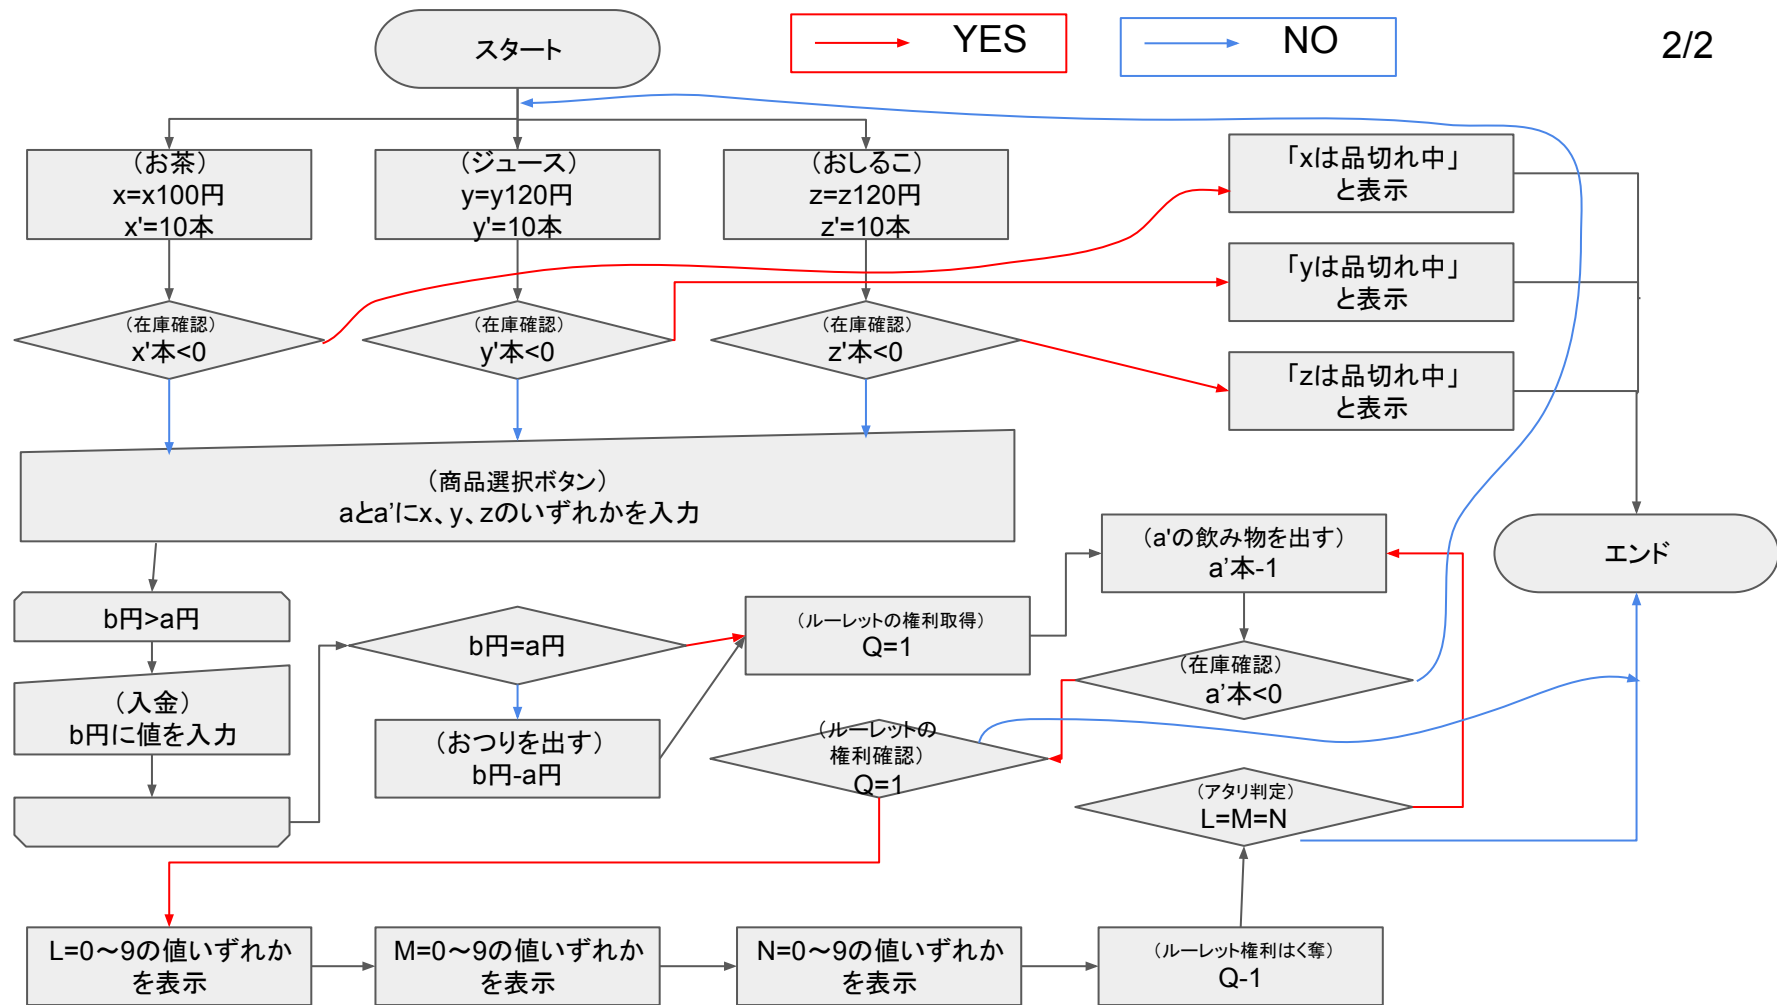 スタート
YES
NO
2/2
（お茶）
x=x100円
x'=10本
（ジュース）
y=y120円
y'=10本
（おしるこ）
z=z120円
z'=10本
「xは品切れ中」
と表示
「yは品切れ中」
と表示
「zは品切れ中」
と表示
（在庫確認）
x'本<0
（在庫確認）
y'本<0
（在庫確認）
z'本<0
（商品選択ボタン）
aとa’にx、y、zのいずれかを入力
b円>a円
（入金）
b円に値を入力
b円=a円
（おつりを出す）
b円-a円
（ルーレットの権利取得）
Q=1
（a'の飲み物を出す）
a’本-1
（在庫確認）
a’本<0
エンド
（ルーレットの
権利確認）
Q=1
（アタリ判定）
L=M=N
L=0～9の値いずれか
を表示
M=0～9の値いずれか
を表示
N=0～9の値いずれか
を表示
（ルーレット権利はく奪）
Q-1